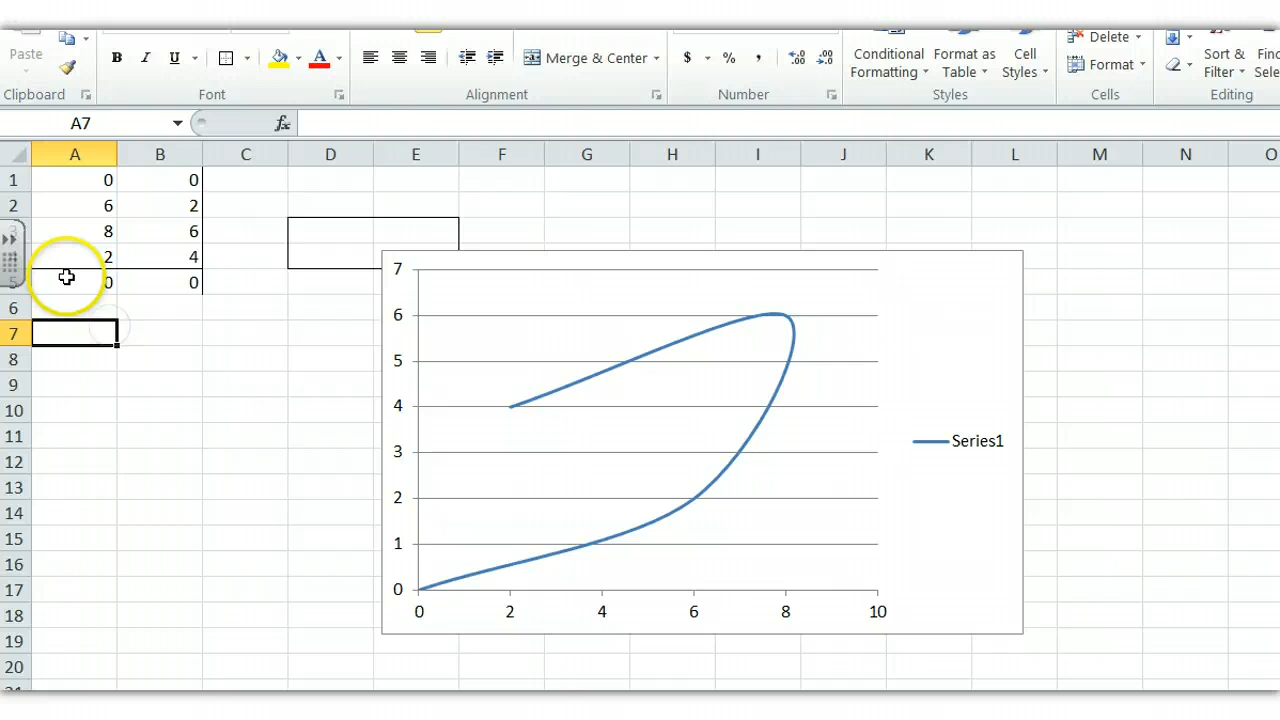 Delete
Paste
B I U A
Merge & Center
$ % ,
Conditional Formatting
Format as Table
Cell Styles
Format
Sort & Filter
Clipboard
Font
Alignment
Number
Styles
Cells
Editing
A7
fx
A B C D E F G H I J K L M N O
1 0 0
2 6 2
3 8 6
2 4
5 0 0
6
7
8
9
10
11
12
13
14
15
16
17
18
19
20
7
6
5
4
3
2
1
0
0 2 4 6 8 10
Series1